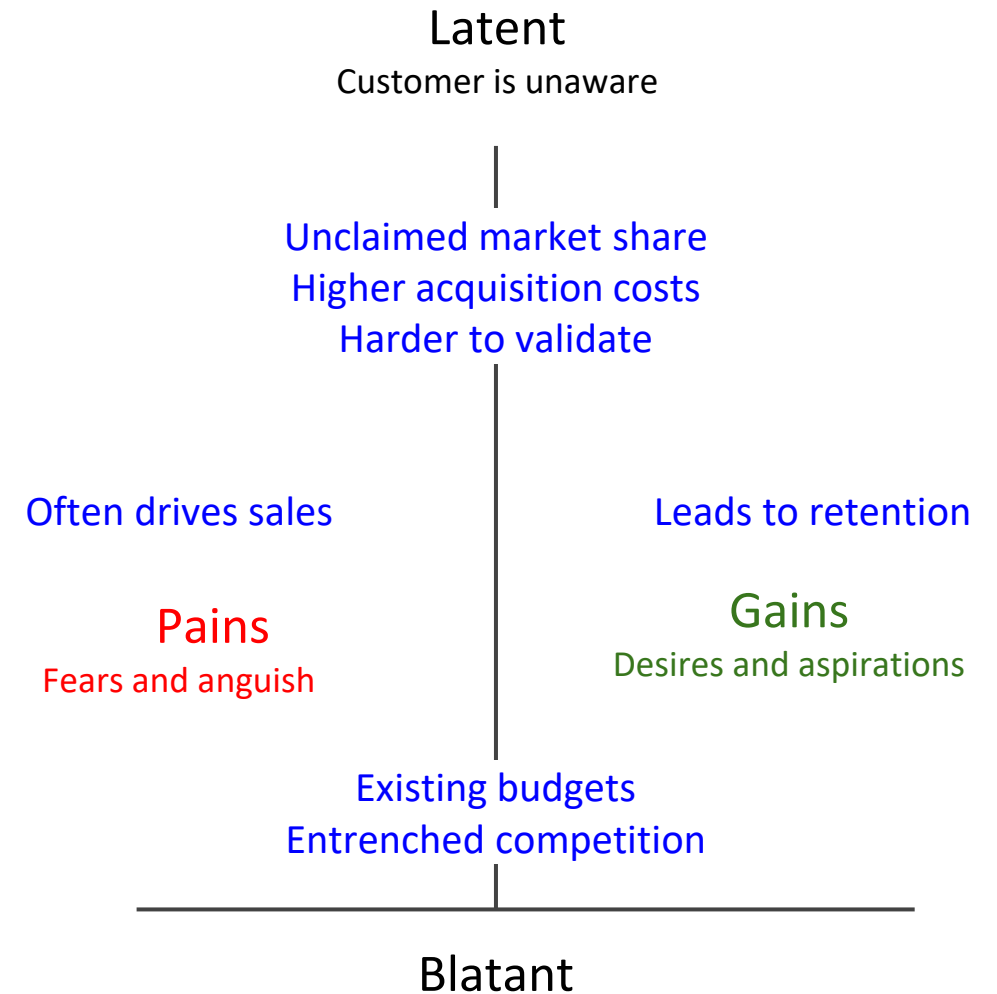 Latent
Customer is unaware
Unclaimed market share
Higher acquisition costs
Harder to validate
Often drives sales
Leads to retention
Pains
Fears and anguish
Gains
Desires and aspirations
Existing budgets
Entrenched competition
Blatant